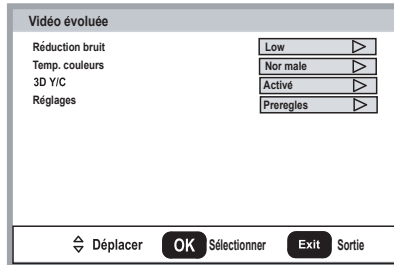 Vidéo évoluée
Réduction bruit Low
Temp. couleurs Nor male
3D Y/C Activé
Réglages Preregles
Déplacer OK Sélectionner Exit Sortie